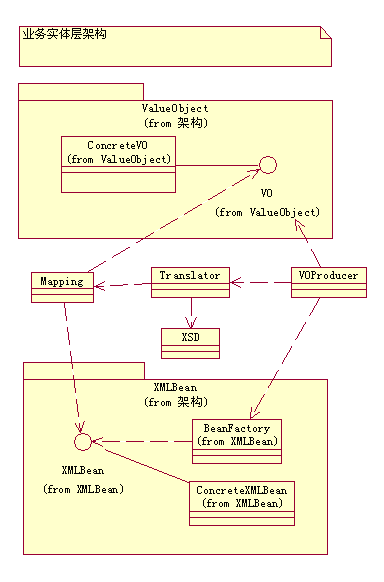 业务实体层架构
ValueObject
(from 架构)
ConcreteVO
(from ValueObject)
VO
(from ValueObject)
Mapping
Translator
VOProducer
XSD
XMLBean
(from 架构)
BeanFactory
(from XMLBean)
XMLBean
(from XMLBean)
ConcreteXMLBean
(from XMLBean)